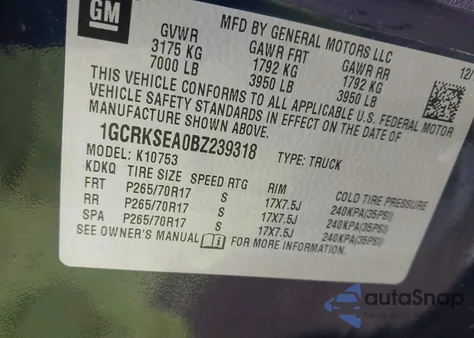 GM
MFD BY GENERAL MOTORS LLC
12/
GVWR GAWR FRT GAWR RR
3175 KG 1792 KG 1792 KG
7000 LB 3950 LB 3950 LB
THIS VEHICLE CONFORMS TO ALL APPLICABLE U.S. FEDERAL MOTOR
VEHICLE SAFETY STANDARDS IN EFFECT ON THE DATE OF
MANUFACTURE SHOWN ABOVE.
1GCRKSEA0BZ239318 TYPE: TRUCK
MODEL: K10753
KDKQ TIRE SIZE SPEED RTG RIM COLD TIRE PRESSURE
FRT P265/70R17 S 17X7.5J 240KPA(35PSI)
RR P265/70R17 S 17X7.5J 240KPA(35PSI)
SPA P265/70R17 S 17X7.5J 240KPA(35PSI)
SEE OWNER'S MANUAL FOR MORE INFORMATION.
autoSnap